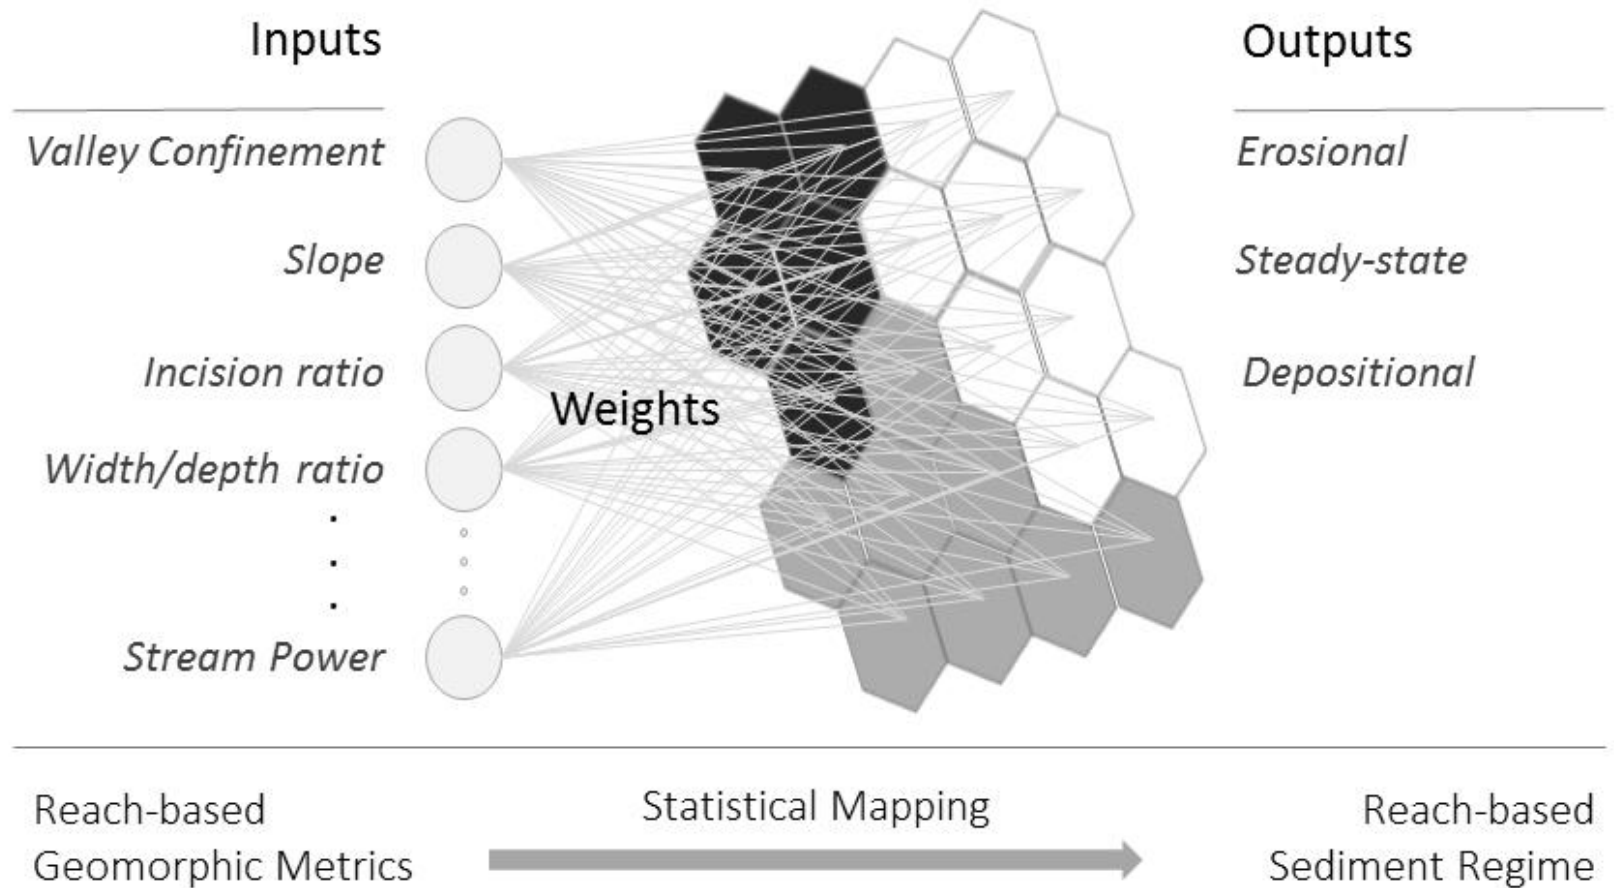 Inputs
Outputs
Valley Confinement
Slope
Incision ratio
Width/depth ratio
Stream Power
Weights
Erosional
Steady-state
Depositional
Reach-based
Geomorphic Metrics
Statistical Mapping
Reach-based
Sediment Regime